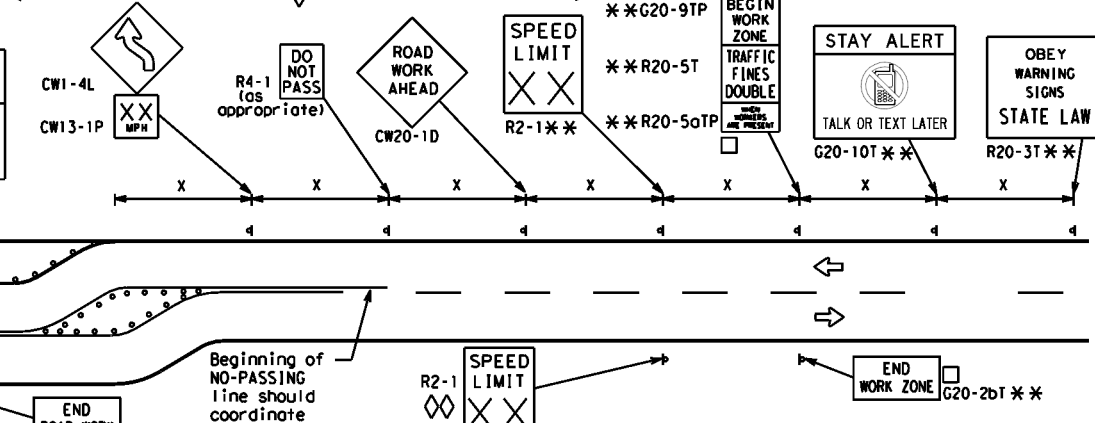 CW1-4L
CW13-1P
XX
MPH
R4-1
(as
appropriate)
DO
NOT
PASS
ROAD
WORK
AHEAD
CW20-1D
SPEED
LIMIT
XX
R2-1**
**G20-9TP
**R20-5T
**R20-5aTP
BEGIN
WORK
ZONE
TRAFFIC
FINES
DOUBLE
WHEN
WORKERS
ARE PRESENT
STAY ALERT
TALK OR TEXT LATER
G20-10T**
OBEY
WARNING
SIGNS
STATE LAW
R20-3T**
X X X X X X X
Beginning of
NO-PASSING
line should
coordinate
R2-1
SPEED
LIMIT
XX
END
WORK ZONE
G20-2bT**
END
ROAD WORK